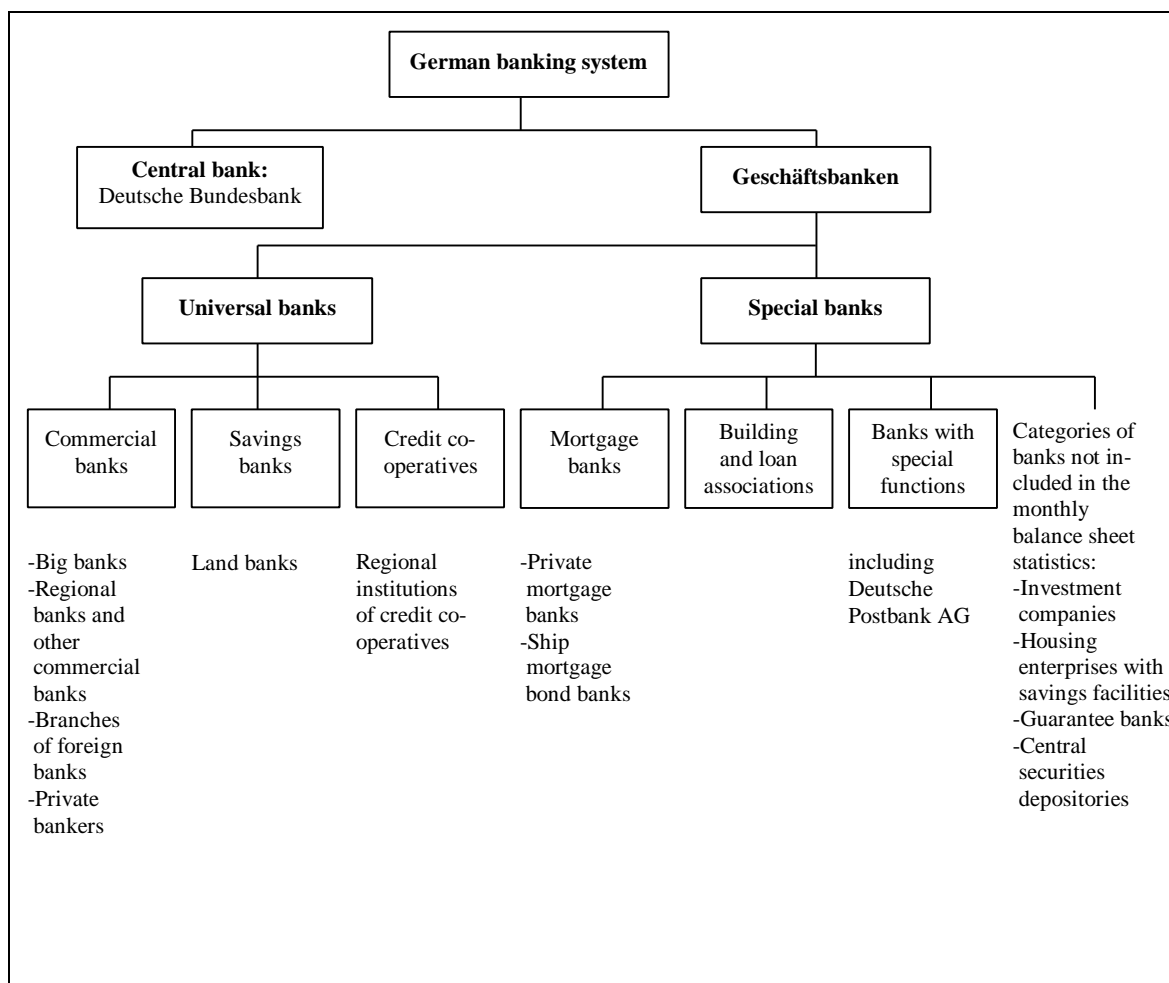 German banking system
Central bank:
Deutsche Bundesbank
Geschäftsbanken
Universal banks
Special banks
Commercial
banks
Savings
banks
Credit co-
operatives
Mortgage
banks
Building
and loan
associations
Banks with
special
functions
Categories of
banks not in-
cluded in the
monthly
balance sheet
statistics:
-Investment
companies
-Housing
enterprises with
savings facilities
-Guarantee banks
-Central
securities
depositories
-Big banks
-Regional
banks and
other
commercial
banks
-Branches
of foreign
banks
-Private
bankers
Land banks
Regional
institutions
of credit co-
operatives
-Private
mortgage
banks
-Ship
mortgage
bond banks
including
Deutsche
Postbank AG